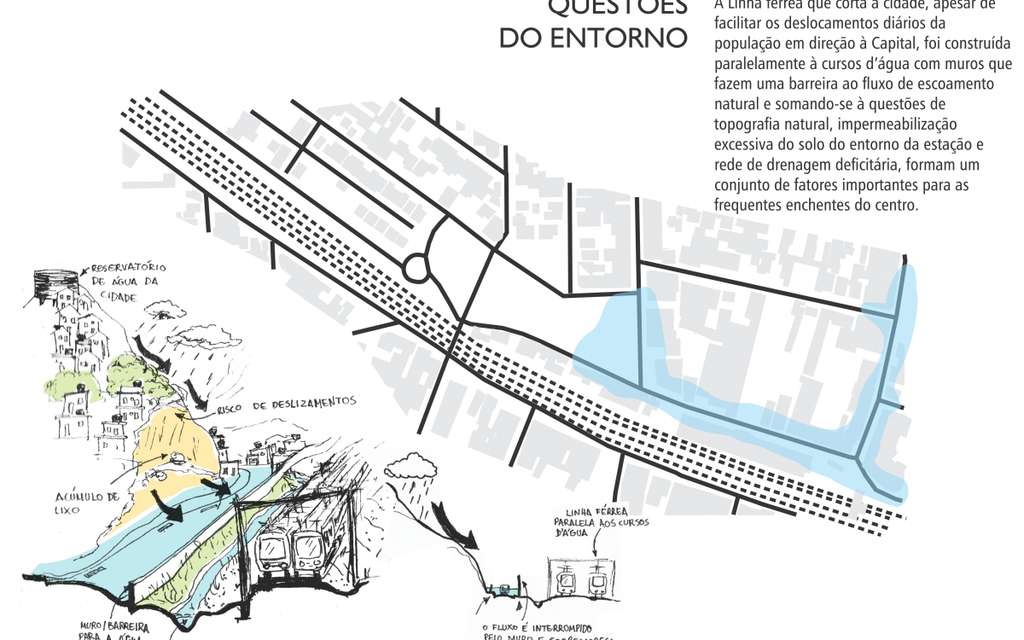 QUESTÕES
DO ENTORNO
A Linha férrea que corta a cidade, apesar de
facilitar os deslocamentos diários da
população em direção à Capital, foi construída
paralelamente à cursos d'água com muros que
fazem uma barreira ao fluxo de escoamento
natural e somando-se à questões de
topografia natural, impermeabilização
excessiva do solo do entorno da estação e
rede de drenagem deficitária, formam um
conjunto de fatores importantes para as
frequentes enchentes do centro.
RESERVATÓRIO
DE ÁGUA DA
CIDADE
RISCO DE DESLIZAMENTOS
ACÚMULO DE
LIXO
MURO/BARREIRA
PARA A ÁGUA
LINHA FÉRREA
PARALELA AOS CURSOS
D'ÁGUA
O FLUXO É INTERROMPIDO
PELO MURO E